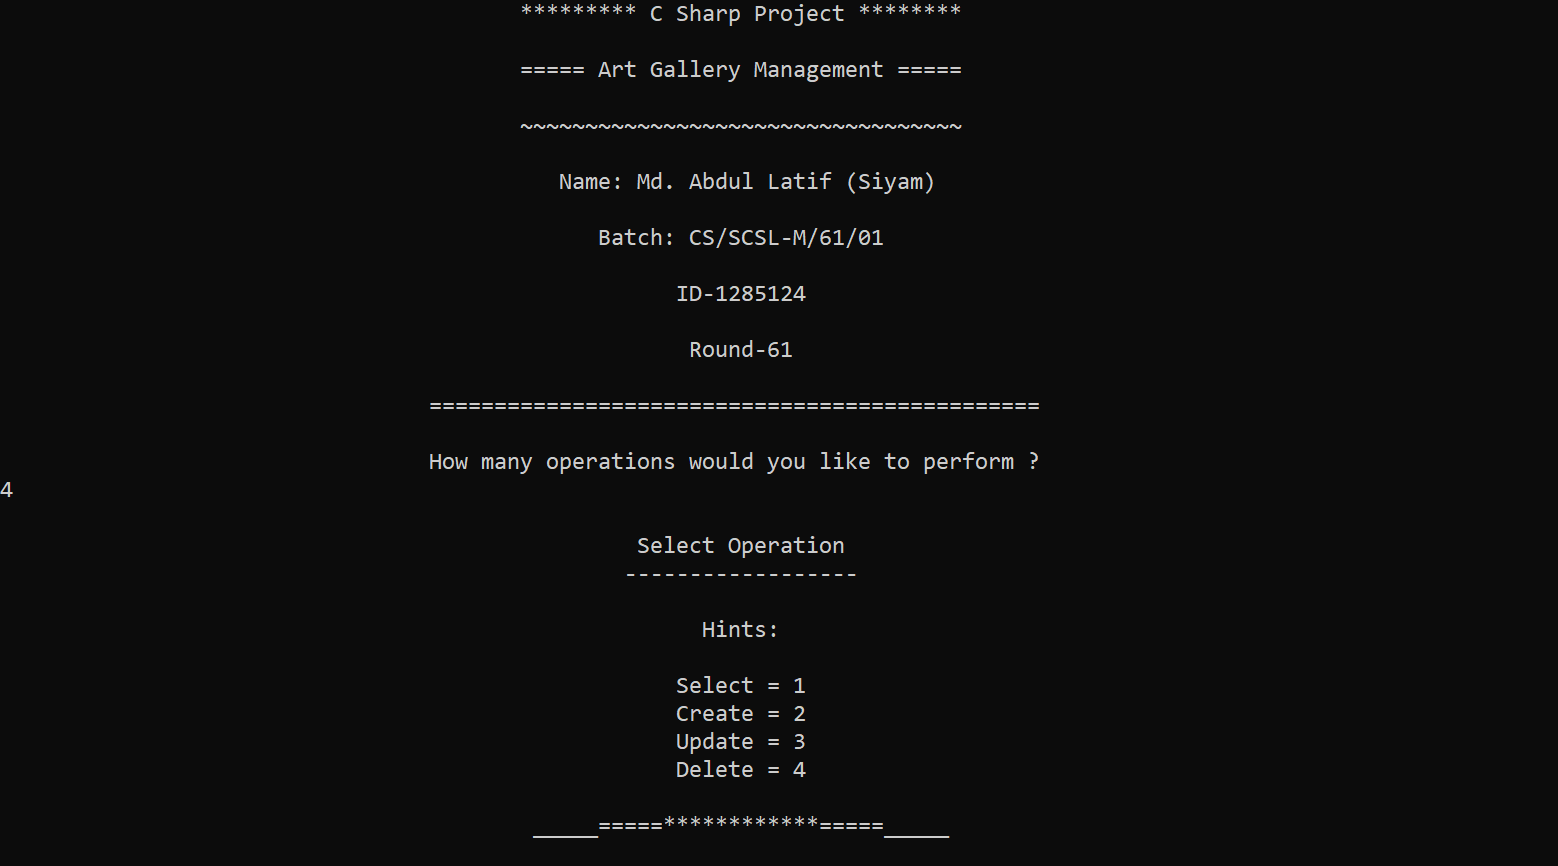 ********* C Sharp Project ********
===== Art Gallery Management =====
~~~~~~~~~~~~~~~~~~~~~~~~~~~~~~~~~~
Name: Md. Abdul Latif (Siyam)
Batch: CS/SCSL-M/61/01
ID-1285124
Round-61
===============================================
How many operations would you like to perform ?
4
Select Operation
------------------
Hints:
Select = 1
Create = 2
Update = 3
Delete = 4
_____=====************=====_____